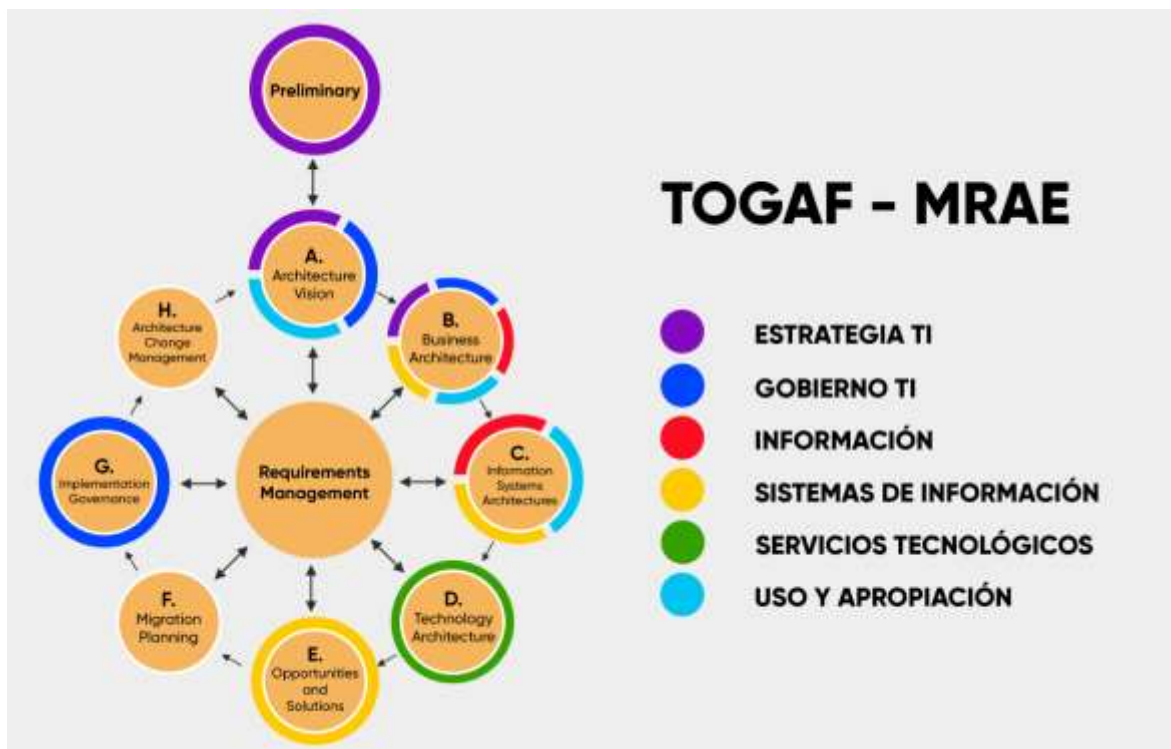 Preliminary
TOGAF - MRAE
A.
Architecture
Vision
H.
Architecture
Change
Management
B.
Business
Architecture
ESTRATEGIA TI
GOBIERNO TI
INFORMACIÓN
SISTEMAS DE INFORMACIÓN
SERVICIOS TECNOLÓGICOS
USO Y APROPIACIÓN
G.
Implementation
Governance
Requirements
Management
C.
Information
Systems
Architectures
F.
Migration
Planning
D.
Technology
Architecture
E.
Opportunities
and
Solutions